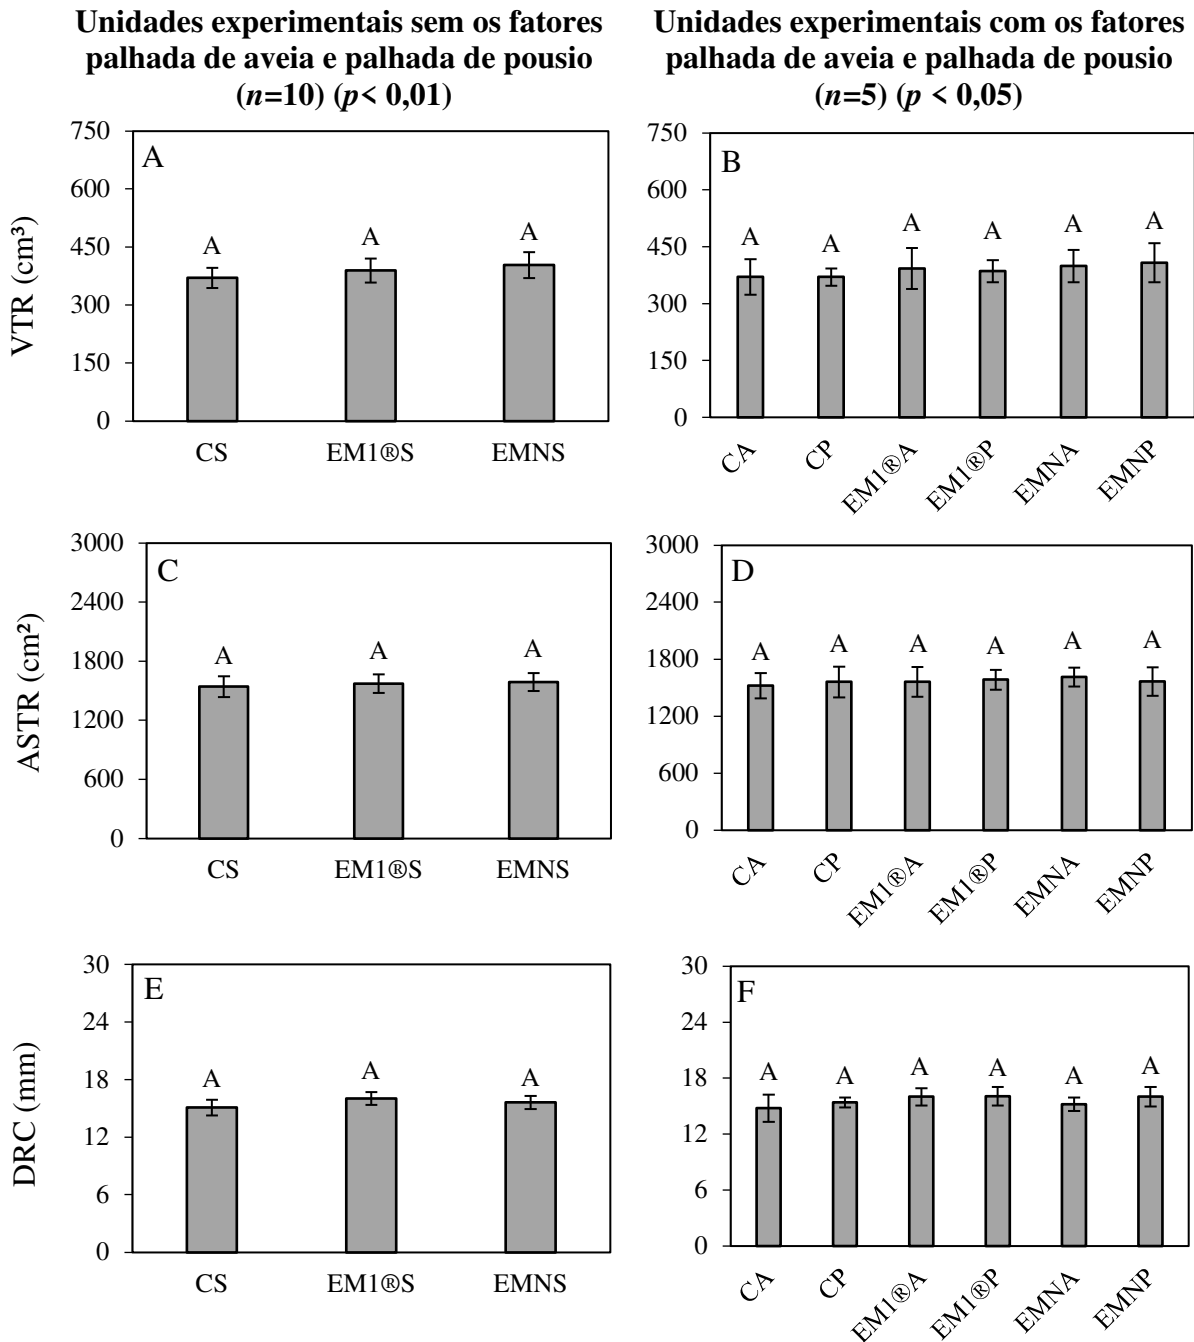 Unidades experimentais sem os fatores
palhada de aveia e palhada de pousio
(n=10) (p< 0,01)
Unidades experimentais com os fatores
palhada de aveia e palhada de pousio
(n=5) (p < 0,05)
VTR (cm³)
750
600
450
300
150
0
A
A
A
A
CS
EM1®S
EMNS
750
600
450
300
150
0
B
A
A
A
A
A
A
CA
CP
EM1®A
EM1®P
EMNA
EMNP
ASTR (cm²)
3000
2400
1800
1200
600
0
C
A
A
A
CS
EM1®S
EMNS
3000
2400
1800
1200
600
0
D
A
A
A
A
A
A
CA
CP
EM1®A
EM1®P
EMNA
EMNP
DRC (mm)
30
24
18
12
6
0
E
A
A
A
CS
EM1®S
EMNS
30
24
18
12
6
0
F
A
A
A
A
A
A
CA
CP
EM1®A
EM1®P
EMNA
EMNP